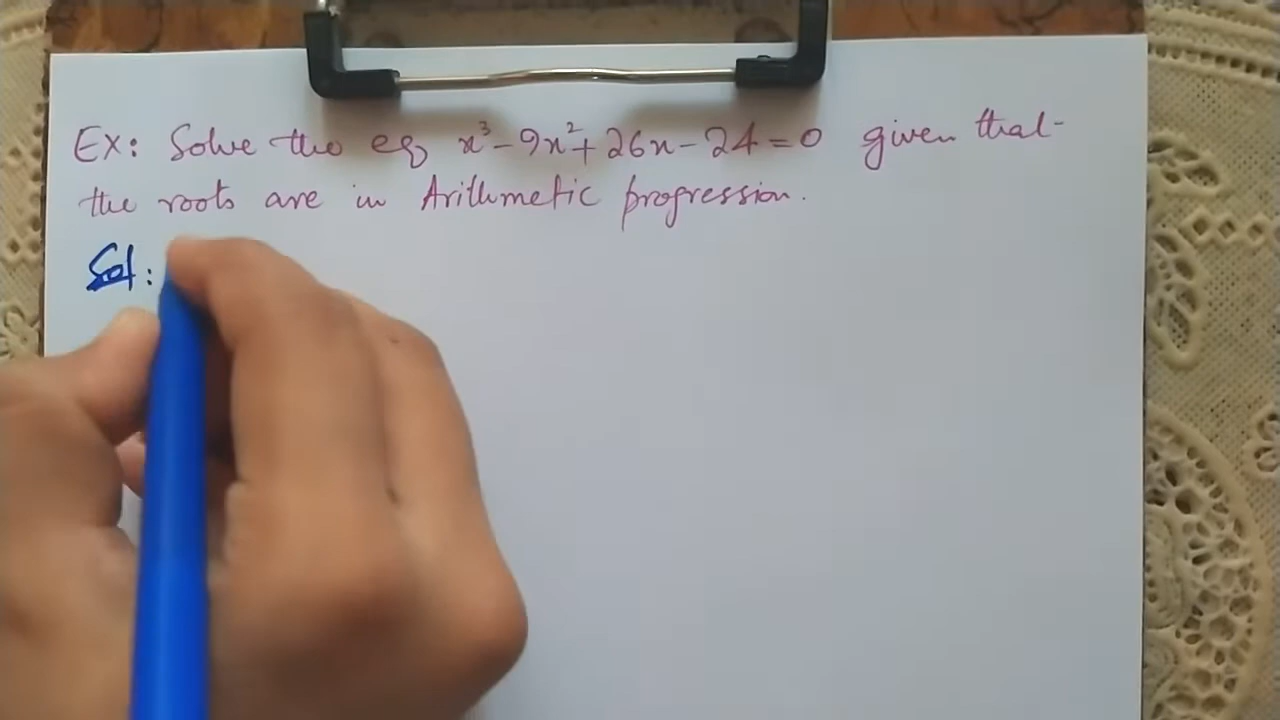 Ex: Solve the eq x³-9x²+26x-24=0 given that
the roots are in Arithmetic progression.
Sol: